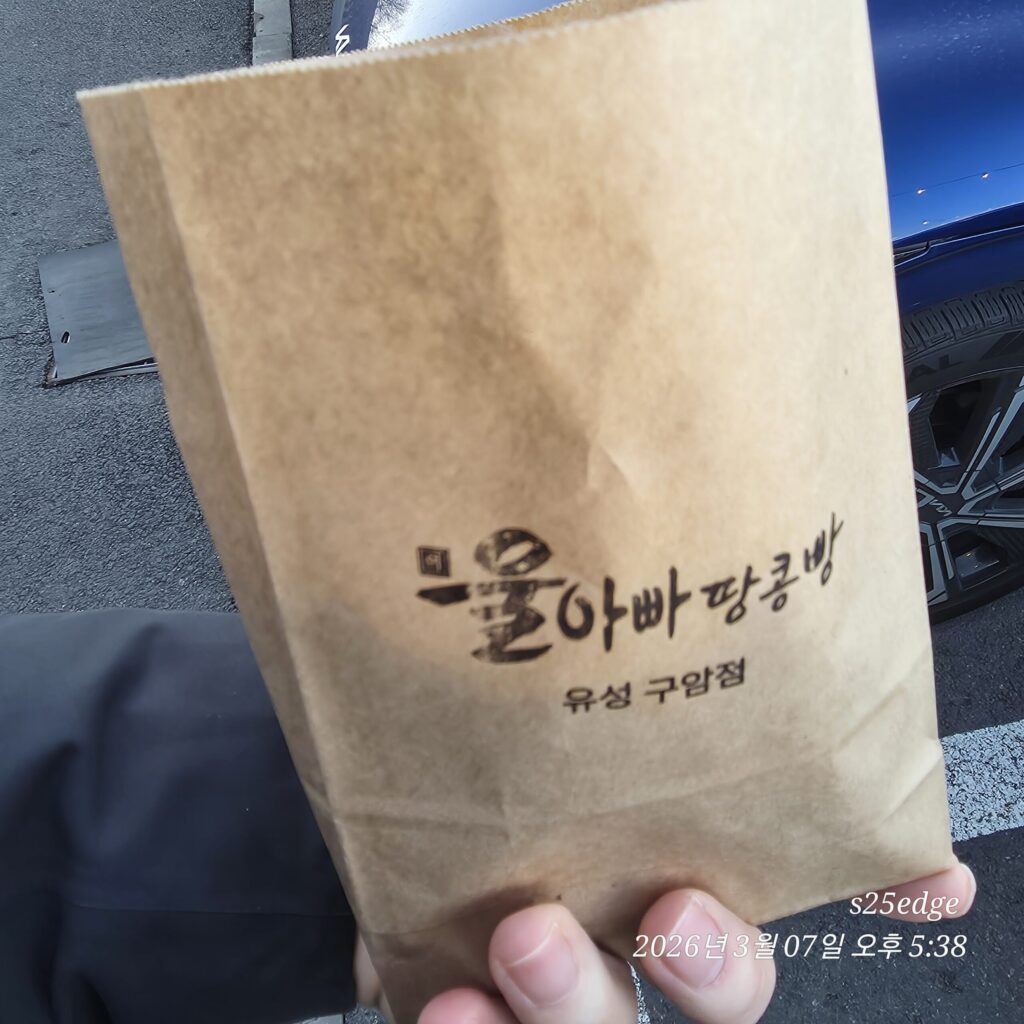 율아빠 땅콩빵
유성 구암점
s25edge
2026년 3월 07일 오후 5:38